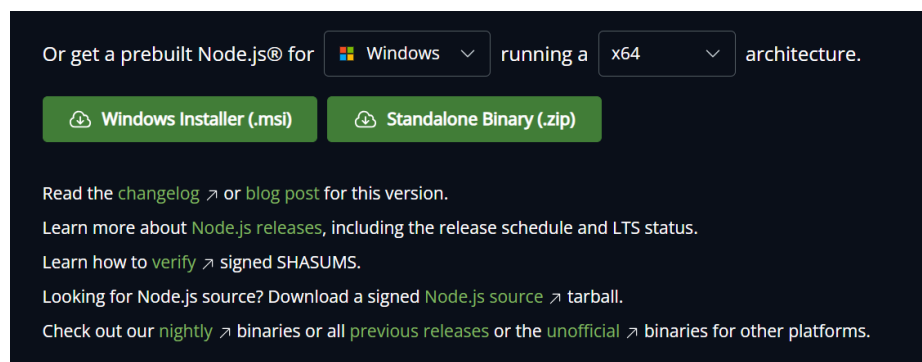 Or get a prebuilt Node.js® for Windows running a x64 architecture.
Windows Installer (.msi) Standalone Binary (.zip)
Read the changelog ↗ or blog post for this version.
Learn more about Node.js releases, including the release schedule and LTS status.
Learn how to verify ↗ signed SHASUMS.
Looking for Node.js source? Download a signed Node.js source ↗ tarball.
Check out our nightly ↗ binaries or all previous releases or the unofficial ↗ binaries for other platforms.